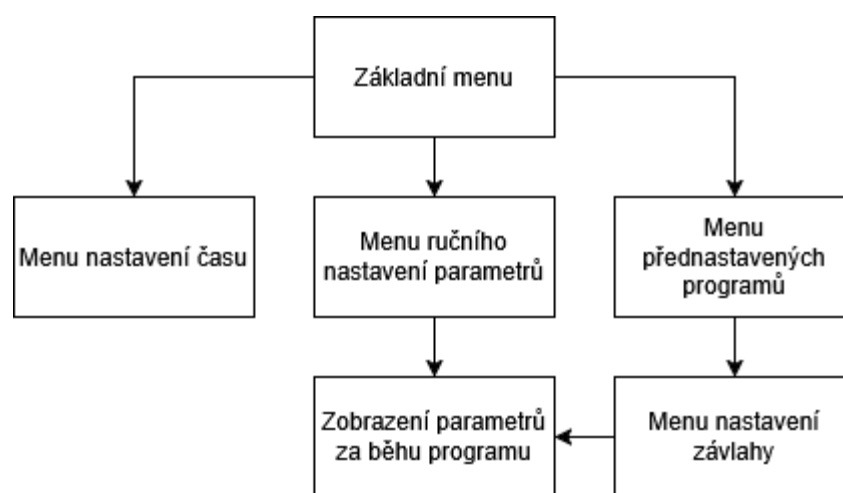 Základní menu
Menu nastavení času
Menu ručního
nastavení parametrů
Menu
přednastavených
programů
Zobrazení parametrů
za běhu programu
Menu nastavení
závlahy